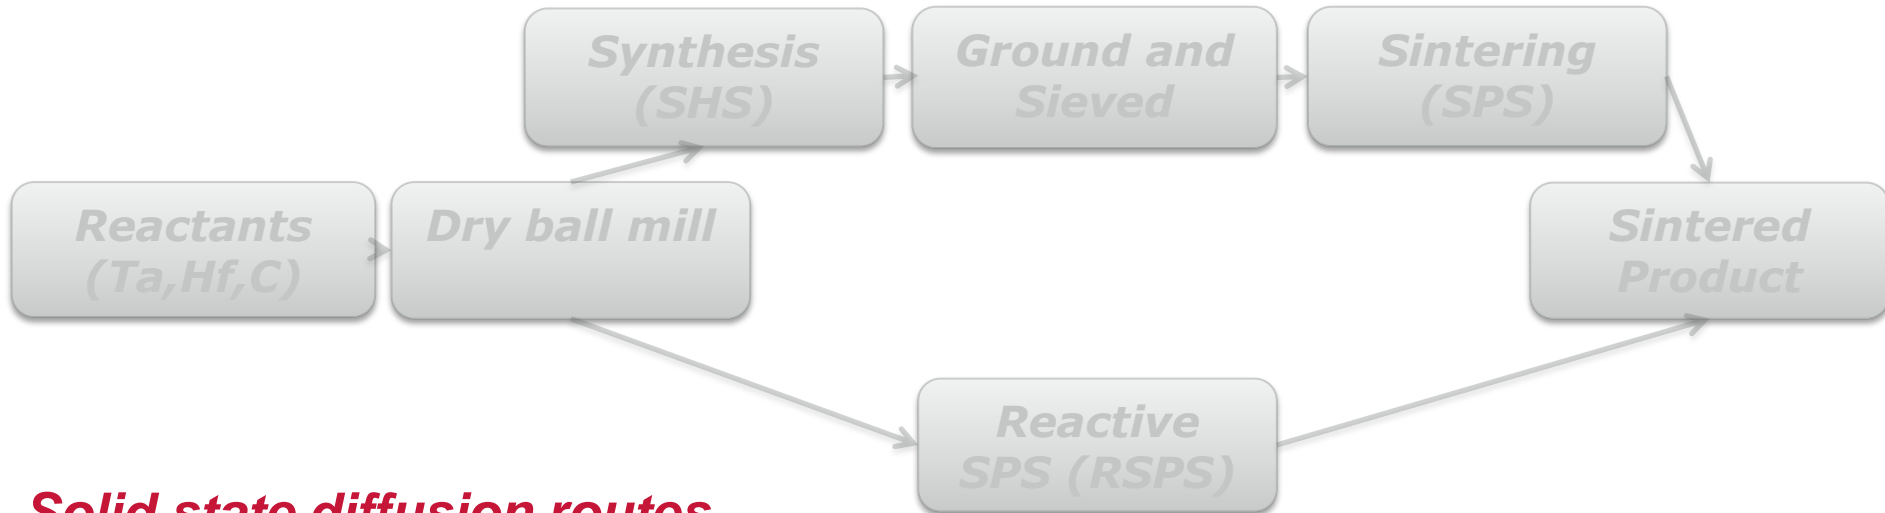 Synthesis
(SHS)
Ground and
Sieved
Sintering
(SPS)
Reactants
(Ta,Hf,C)
Dry ball mill
Sintered
Product
Reactive
SPS (RSPS)
Solid state diffusion routes